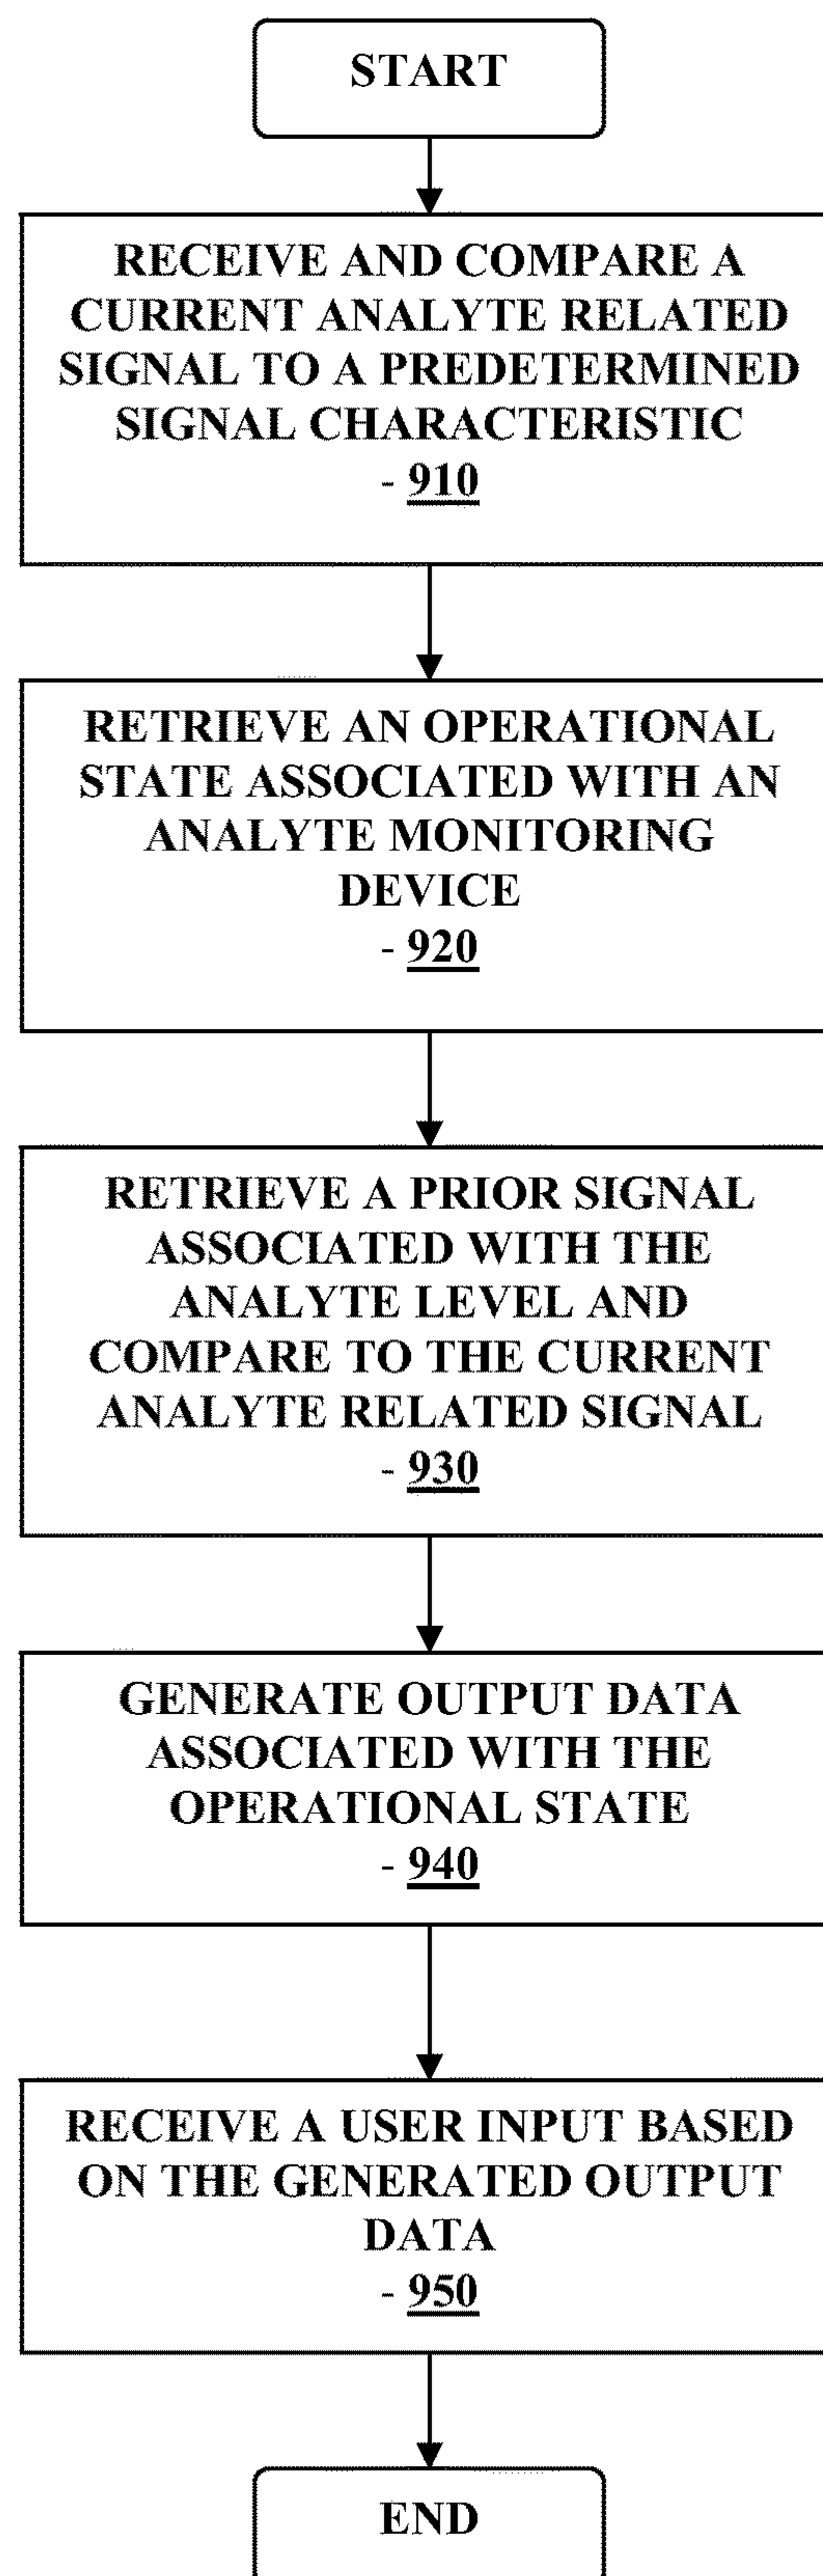 START
RECEIVE AND COMPARE A
CURRENT ANALYTE RELATED
SIGNAL TO A PREDETERMINED
SIGNAL CHARACTERISTIC
- 910
RETRIEVE AN OPERATIONAL
STATE ASSOCIATED WITH AN
ANALYTE MONITORING
DEVICE
- 920
RETRIEVE A PRIOR SIGNAL
ASSOCIATED WITH THE
ANALYTE LEVEL AND
COMPARE TO THE CURRENT
ANALYTE RELATED SIGNAL
- 930
GENERATE OUTPUT DATA
ASSOCIATED WITH THE
OPERATIONAL STATE
- 940
RECEIVE A USER INPUT BASED
ON THE GENERATED OUTPUT
DATA
- 950
END